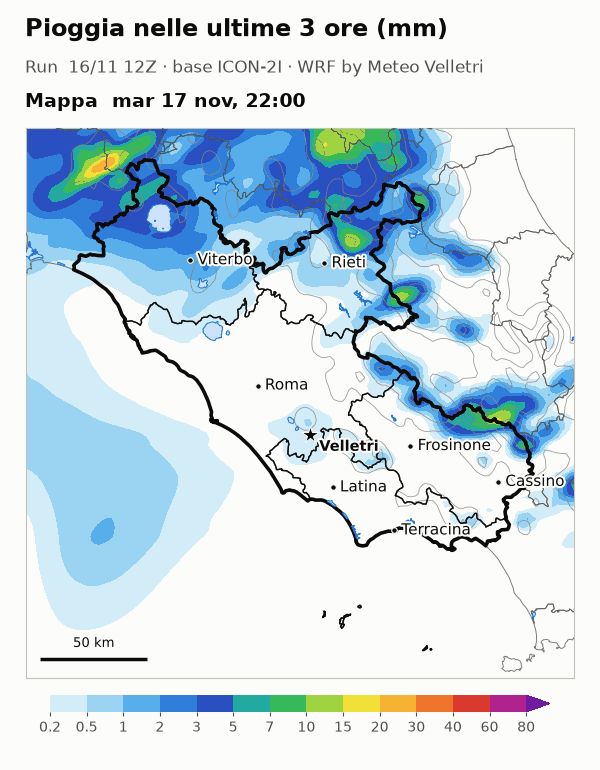 Pioggia nelle ultime 3 ore (mm)
Run  16/11 12Z · base ICON-2I · WRF by Meteo Velletri
Mappa  mar 17 nov, 22:00
Viterbo
Rieti
Roma
Velletri
Frosinone
Latina
Cassino
Terracina
50 km
0.2 0.5 1 2 3 5 7 10 15 20 30 40 60 80